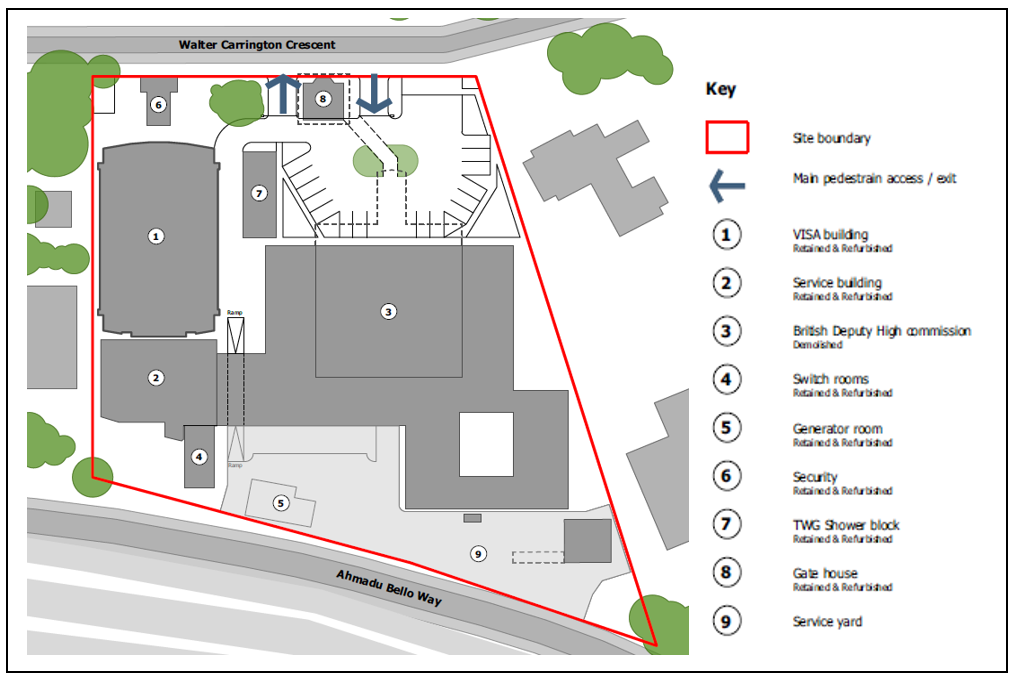 Walter Carrington Crescent
6
8
7
1
3
Ramp
2
4
Ramp
5
9
Ahmadu Bello Way
Key
Site boundary
Main pedestrain access / exit
1 VISA building
Retained & Refurbished
2 Service building
Retained & Refurbished
3 British Deputy High commission
Demolished
4 Switch rooms
Retained & Refurbished
5 Generator room
Retained & Refurbished
6 Security
Retained & Refurbished
7 TWG Shower block
Retained & Refurbished
8 Gate house
Retained & Refurbished
9 Service yard